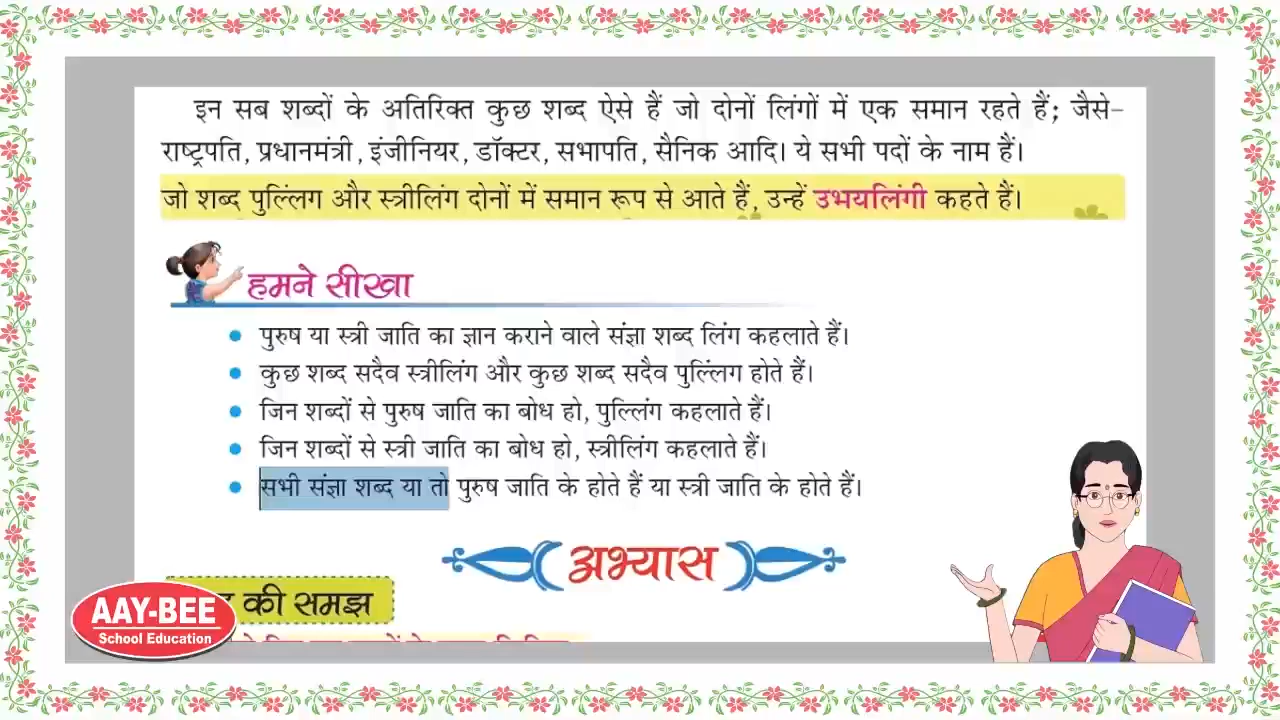 इन सब शब्दों के अतिरिक्त कुछ शब्द ऐसे हैं जो दोनों लिंगों में एक समान रहते हैं; जैसे–
राष्ट्रपति, प्रधानमंत्री, इंजीनियर, डॉक्टर, सभापति, सैनिक आदि। ये सभी पदों के नाम हैं।
जो शब्द पुल्लिंग और स्त्रीलिंग दोनों में समान रूप से आते हैं, उन्हें उभयलिंगी कहते हैं।
हमने सीखा
• पुरुष या स्त्री जाति का ज्ञान कराने वाले संज्ञा शब्द लिंग कहलाते हैं।
• कुछ शब्द सदैव स्त्रीलिंग और कुछ शब्द सदैव पुल्लिंग होते हैं।
• जिन शब्दों से पुरुष जाति का बोध हो, पुल्लिंग कहलाते हैं।
• जिन शब्दों से स्त्री जाति का बोध हो, स्त्रीलिंग कहलाते हैं।
• सभी संज्ञा शब्द या तो पुरुष जाति के होते हैं या स्त्री जाति के होते हैं।
अभ्यास
की समझ
AAY-BEE
School Education